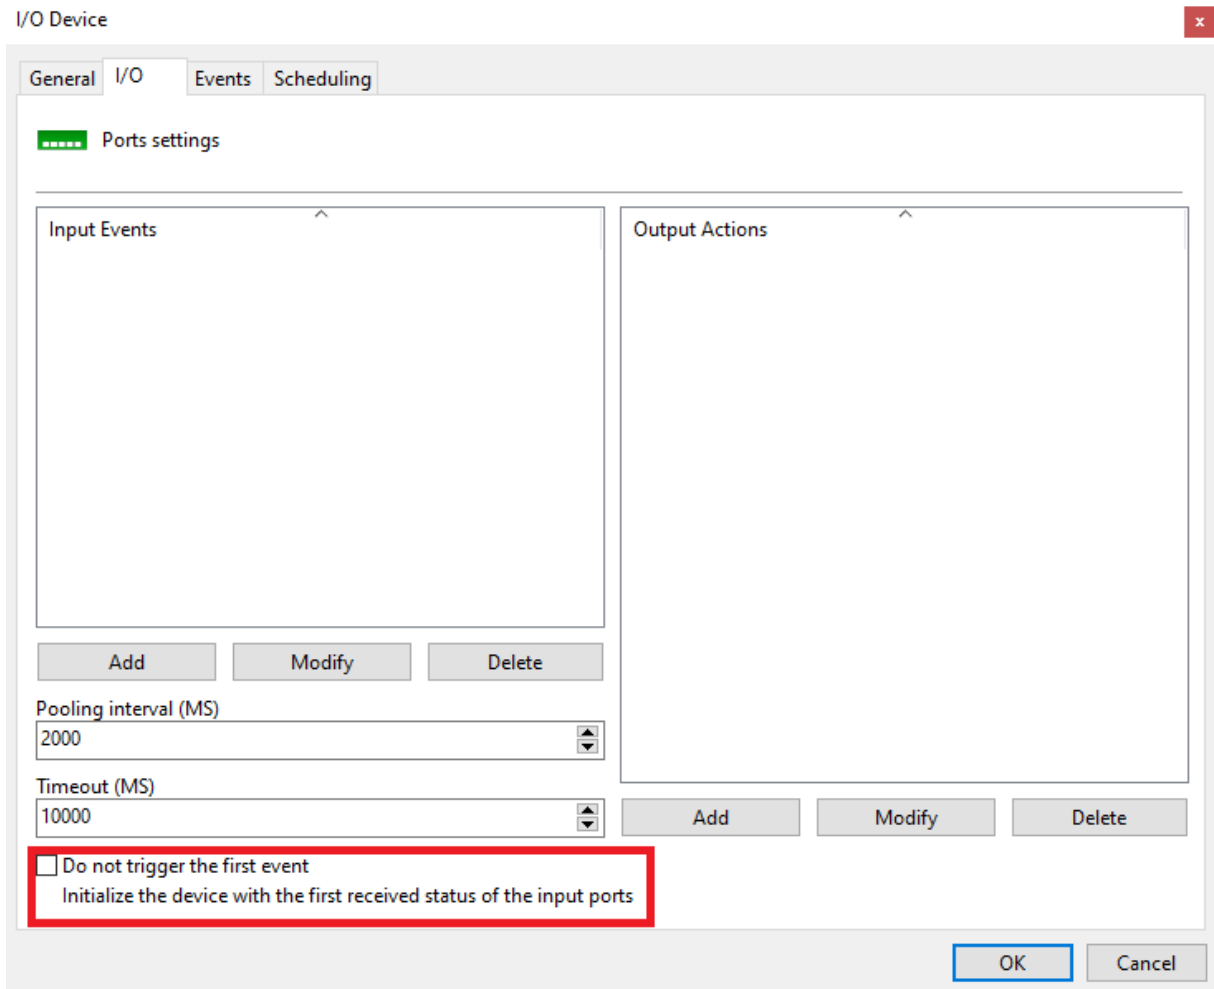 I/O Device
x
General I/O Events Scheduling
Ports settings
Input Events
Output Actions
Add Modify Delete
Pooling interval (MS)
2000
Timeout (MS)
10000
Add Modify Delete
Do not trigger the first event
Initialize the device with the first received status of the input ports
OK Cancel